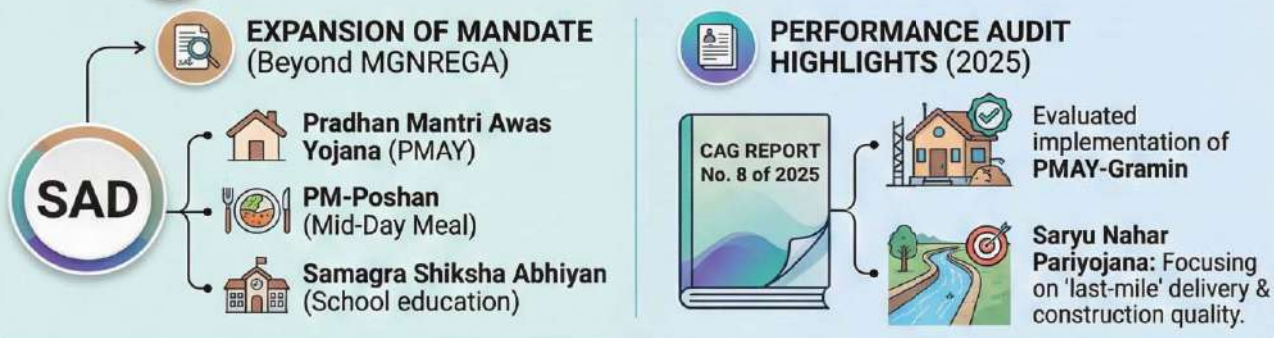 EXPANSION OF MANDATE
(Beyond MGNREGA)
SAD
Pradhan Mantri Awas
Yojana (PMAY)
PM-Poshan
(Mid-Day Meal)
Samagra Shiksha Abhiyan
(School education)
PERFORMANCE AUDIT
HIGHLIGHTS (2025)
CAG REPORT
No. 8 of 2025
Evaluated
implementation of
PMAY-Gramin
Saryu Nahar
Pariyojana: Focusing
on 'last-mile' delivery &
construction quality.